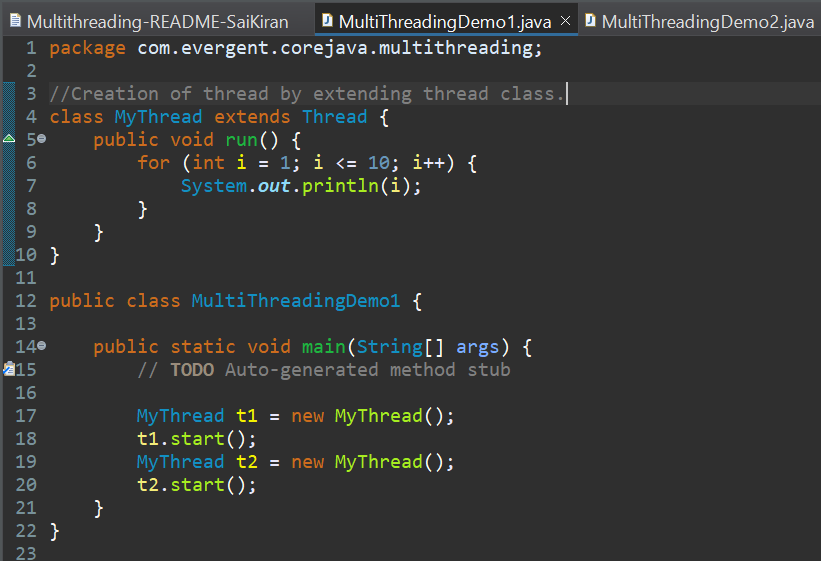 Multithreading-README-SaiKiran MultiThreadingDemo1.java MultiThreadingDemo2.java
1 package com.evergent.corejava.multithreading;
2
3 //Creation of thread by extending thread class.
4 class MyThread extends Thread {
5     public void run() {
6         for (int i = 1; i <= 10; i++) {
7             System.out.println(i);
8         }
9     }
10 }
11
12 public class MultiThreadingDemo1 {
13
14     public static void main(String[] args) {
15         // TODO Auto-generated method stub
16
17         MyThread t1 = new MyThread();
18         t1.start();
19         MyThread t2 = new MyThread();
20         t2.start();
21     }
22 }
23